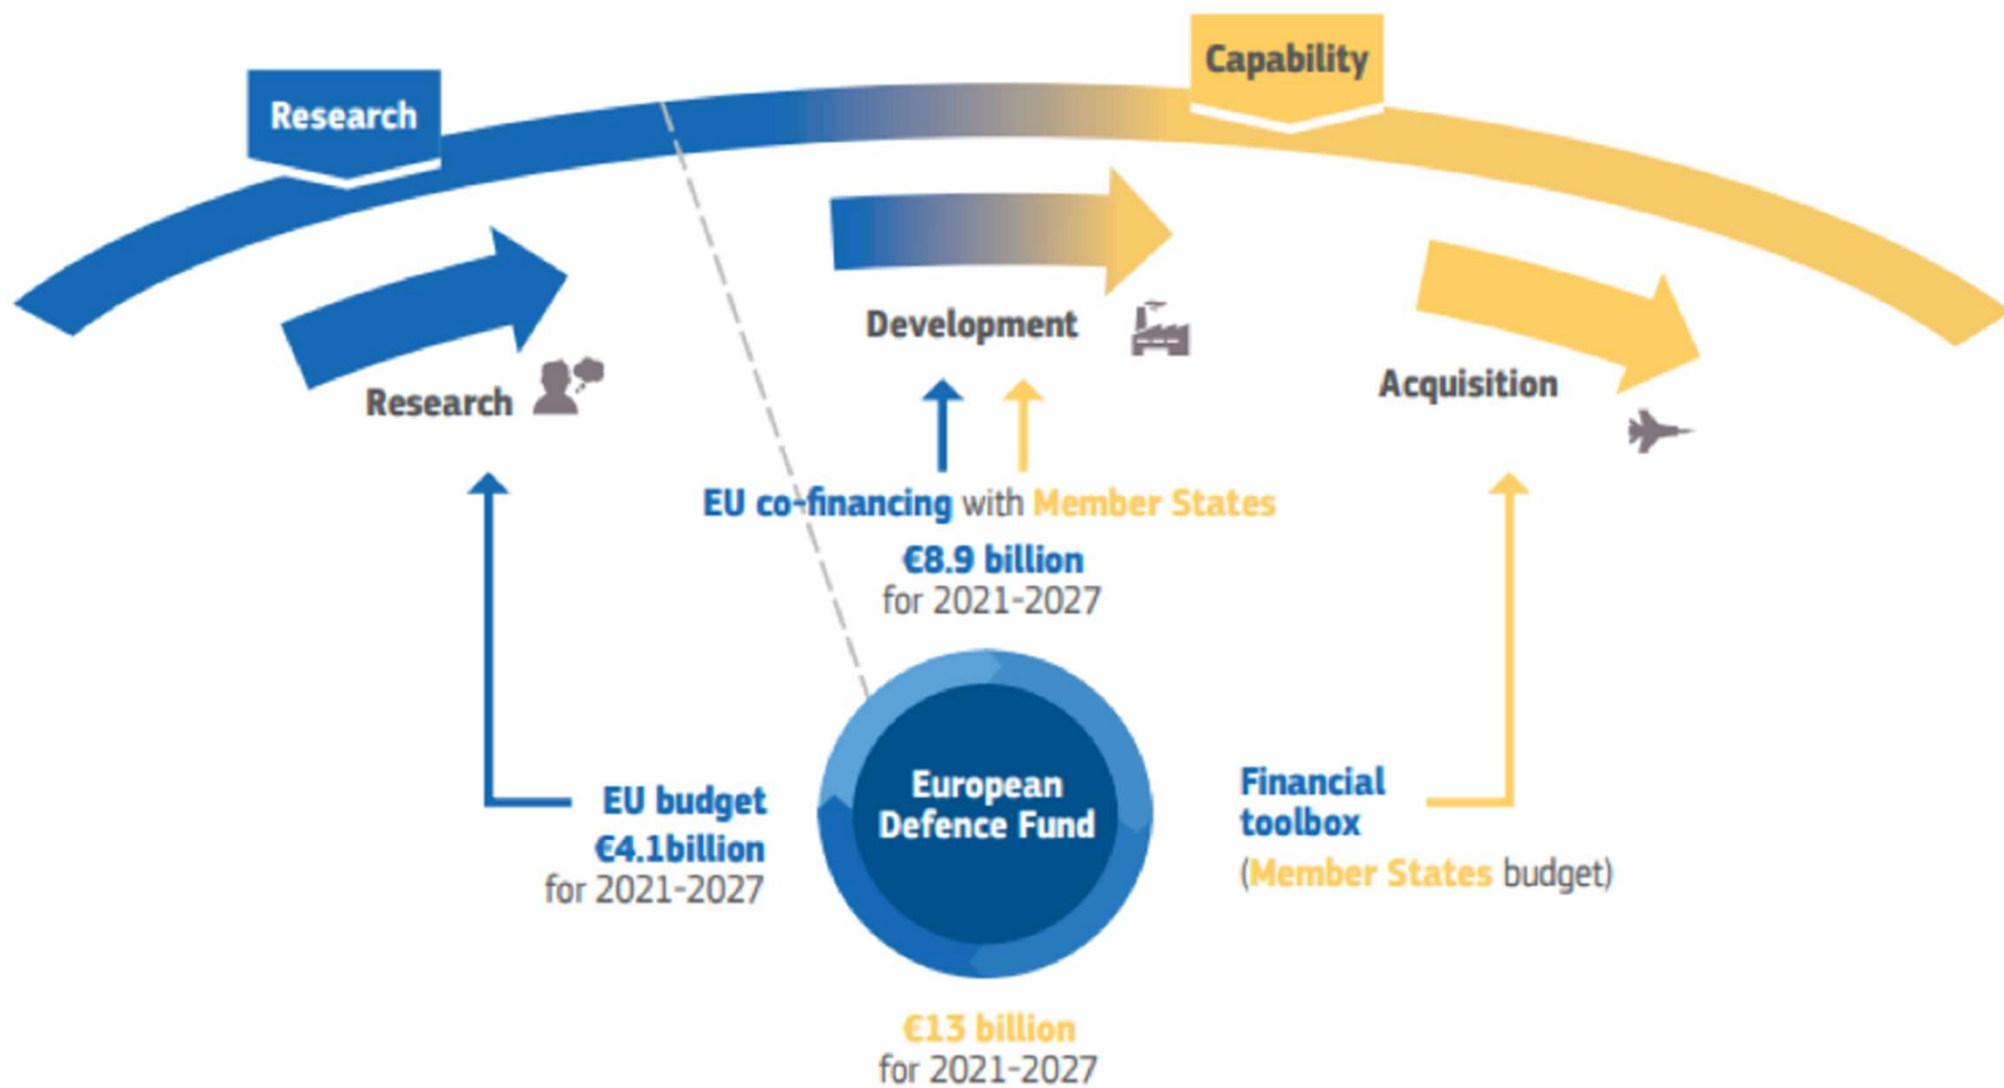 Research
Capability
Research
Development
Acquisition
EU co-financing with Member States
€8.9 billion
for 2021-2027
EU budget
€4.1billion
for 2021-2027
European
Defence Fund
Financial
toolbox
(Member States budget)
€13 billion
for 2021-2027